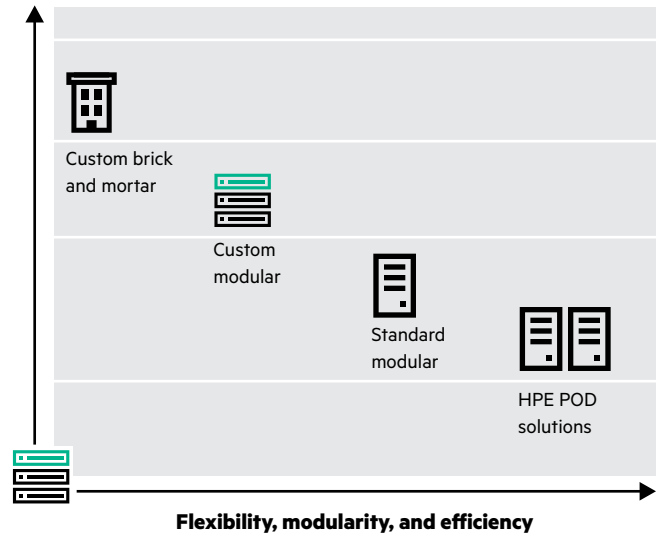 Custom brick
and mortar
Custom
modular
Standard
modular
HPE POD
solutions
Flexibility, modularity, and efficiency